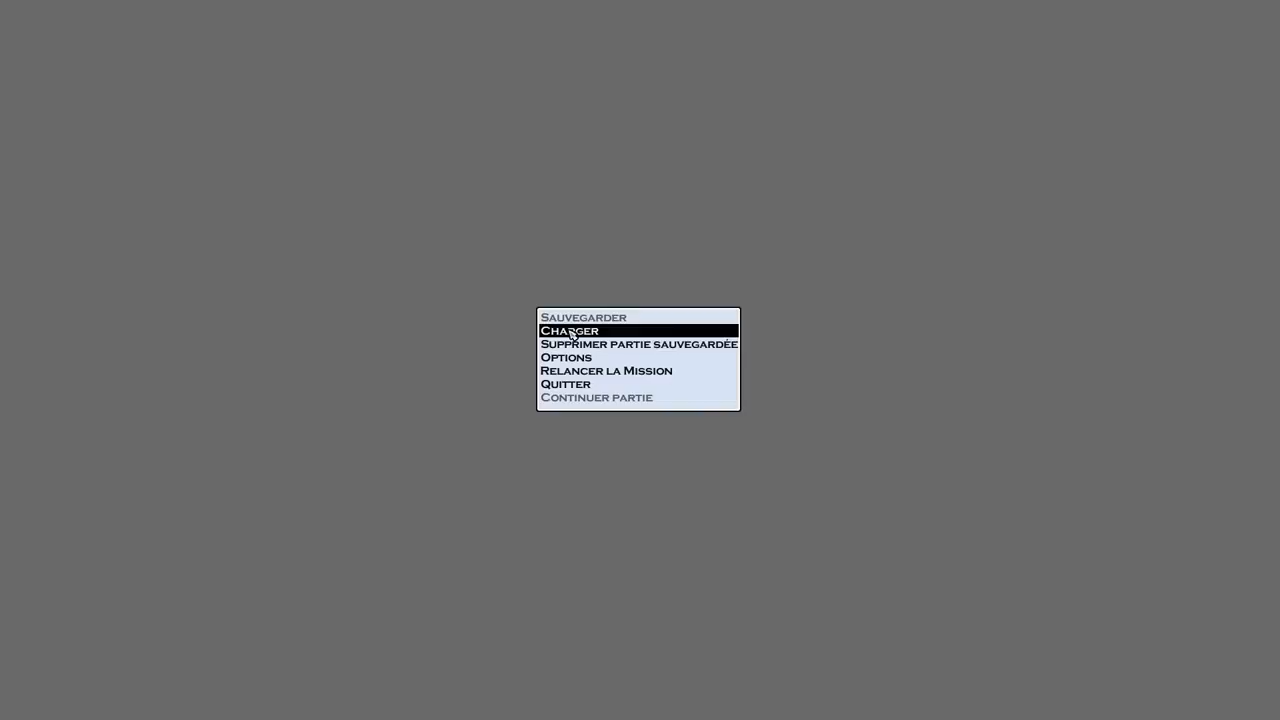 Sauvegarder
Charger
Supprimer partie sauvegardée
Options
Relancer la Mission
Quitter
Continuer partie